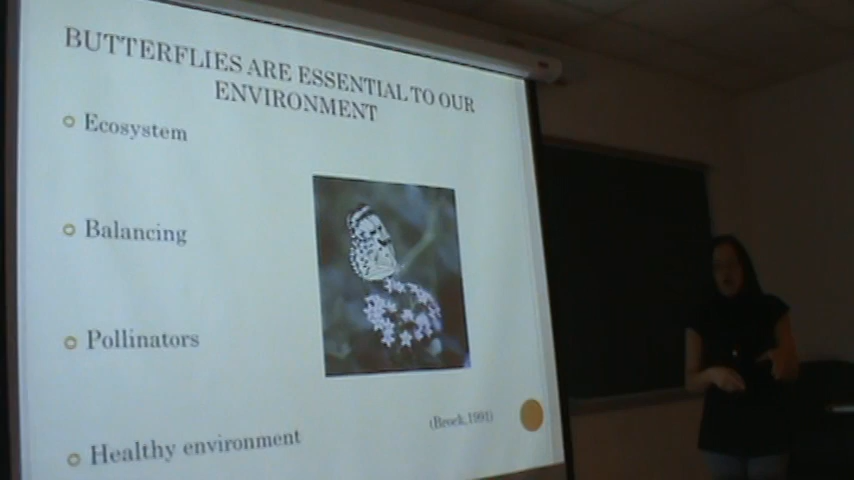 BUTTERFLIES ARE ESSENTIAL TO OUR
ENVIRONMENT
Ecosystem
Balancing
Pollinators
Healthy environment
(Brock,1991)